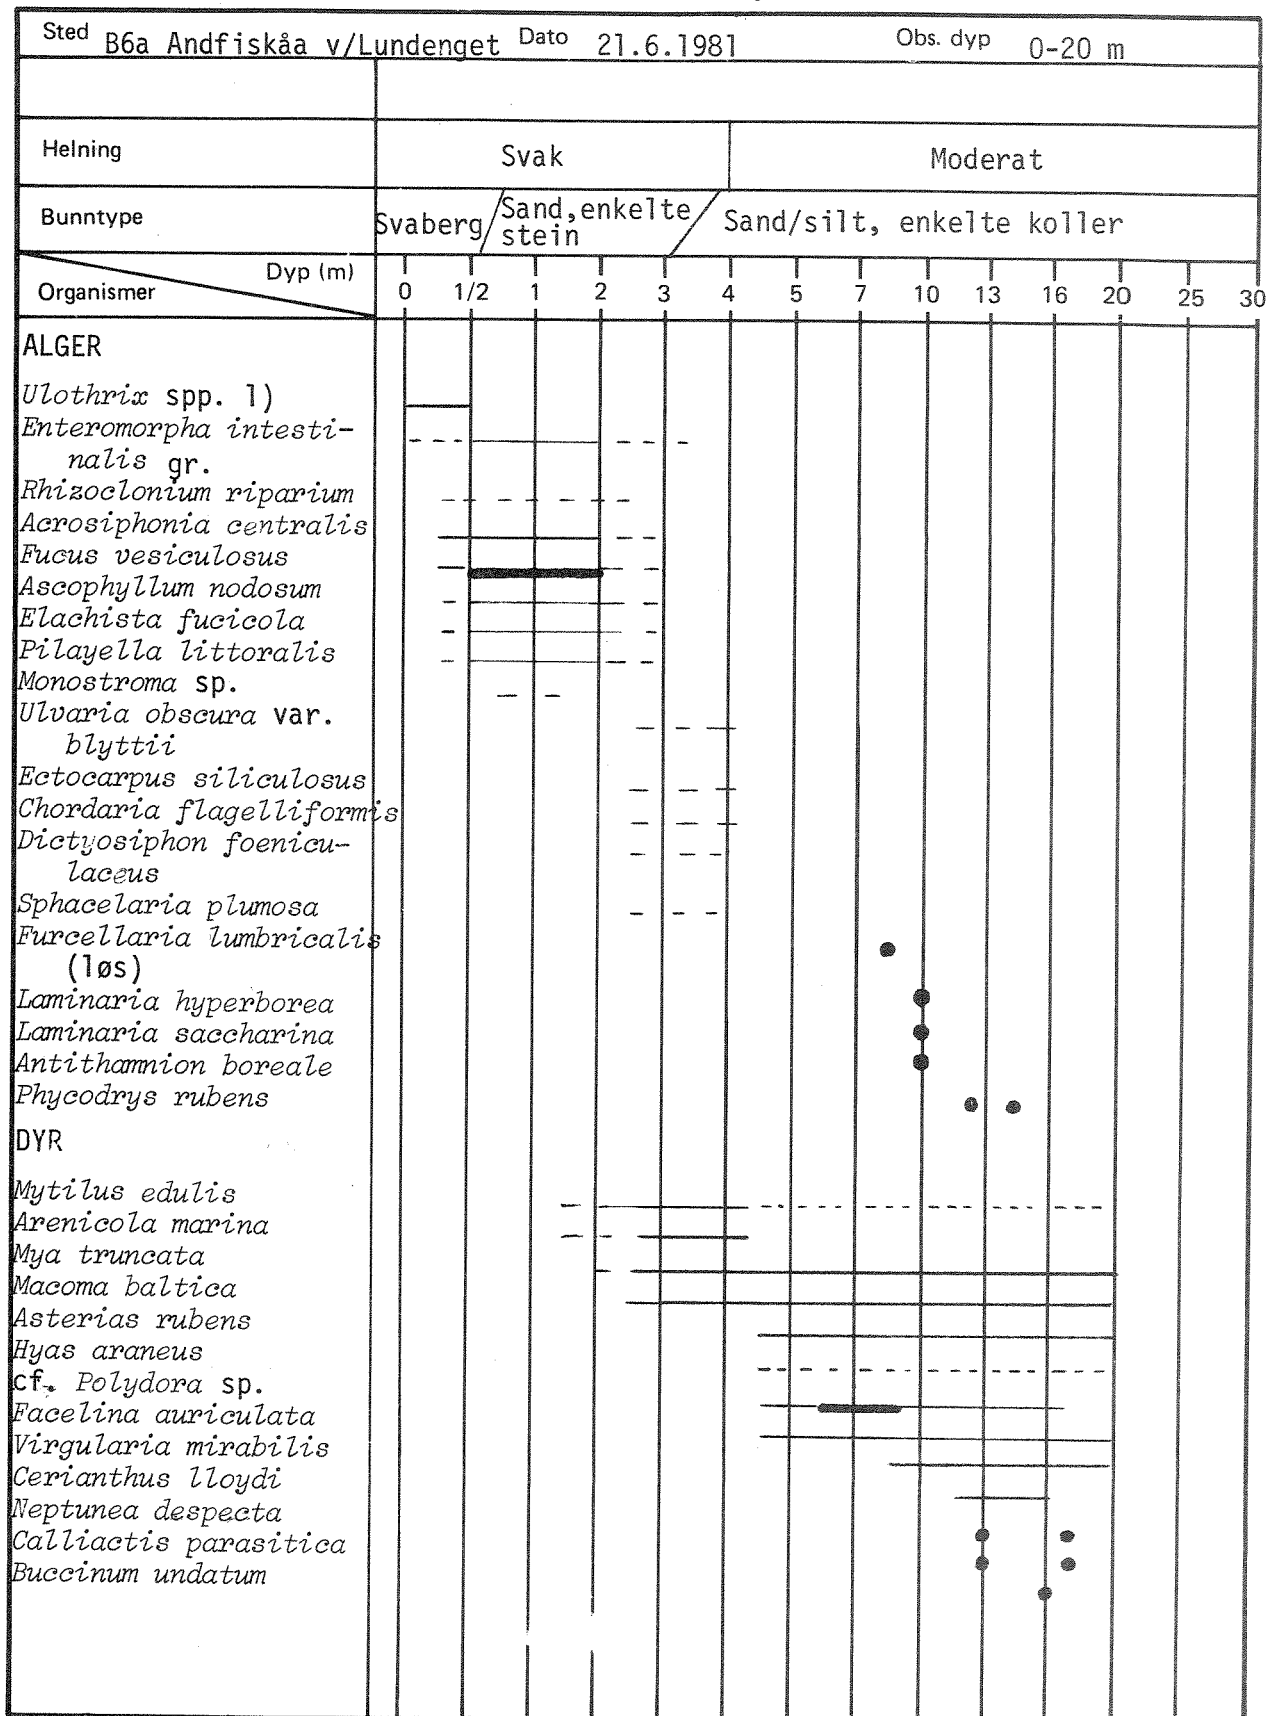 Sted B6a Andfiskåa v/Lundenget Dato 21.6.1981 Obs. dyp 0-20 m
Helning Svak Moderat
Bunntype Svaberg Sand,enkelte stein Sand/silt, enkelte koller
Dyp (m)
Organismer 0 1/2 1 2 3 4 5 7 10 13 16 20 25 30
ALGER
Ulothrix spp. 1)
Enteromorpha intesti-
nalis gr.
Rhizoclonium riparium
Acrosiphonia centralis
Fucus vesiculosus
Ascophyllum nodosum
Elachista fucicola
Pilayella littoralis
Monostroma sp.
Ulvaria obscura var.
blyttii
Ectocarpus siliculosus
Chordaria flagelliformis
Dictyosiphon foenicu-
laceus
Sphacelaria plumosa
Furcellaria lumbricalis
(løs)
Laminaria hyperborea
Laminaria saccharina
Antithamnion boreale
Phycodrys rubens
DYR
Mytilus edulis
Arenicola marina
Mya truncata
Macoma baltica
Asterias rubens
Hyas araneus
cf. Polydora sp.
Facelina auriculata
Virgularia mirabilis
Cerianthus lloydi
Neptunea despecta
Calliactis parasitica
Buccinum undatum